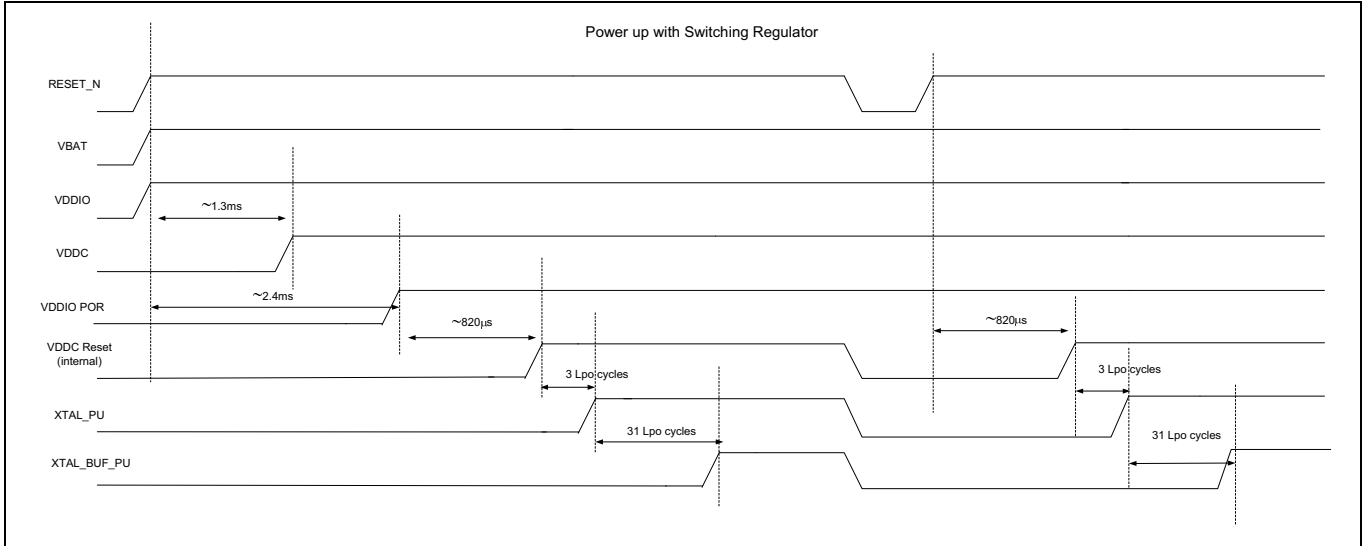 Power up with Switching Regulator
RESET_N
VBAT
VDDIO
~1.3ms
VDDC
~2.4ms
VDDIO POR
~820µs
~820µs
VDDC Reset
(internal)
3 Lpo cycles
3 Lpo cycles
XTAL_PU
31 Lpo cycles
31 Lpo cycles
XTAL_BUF_PU